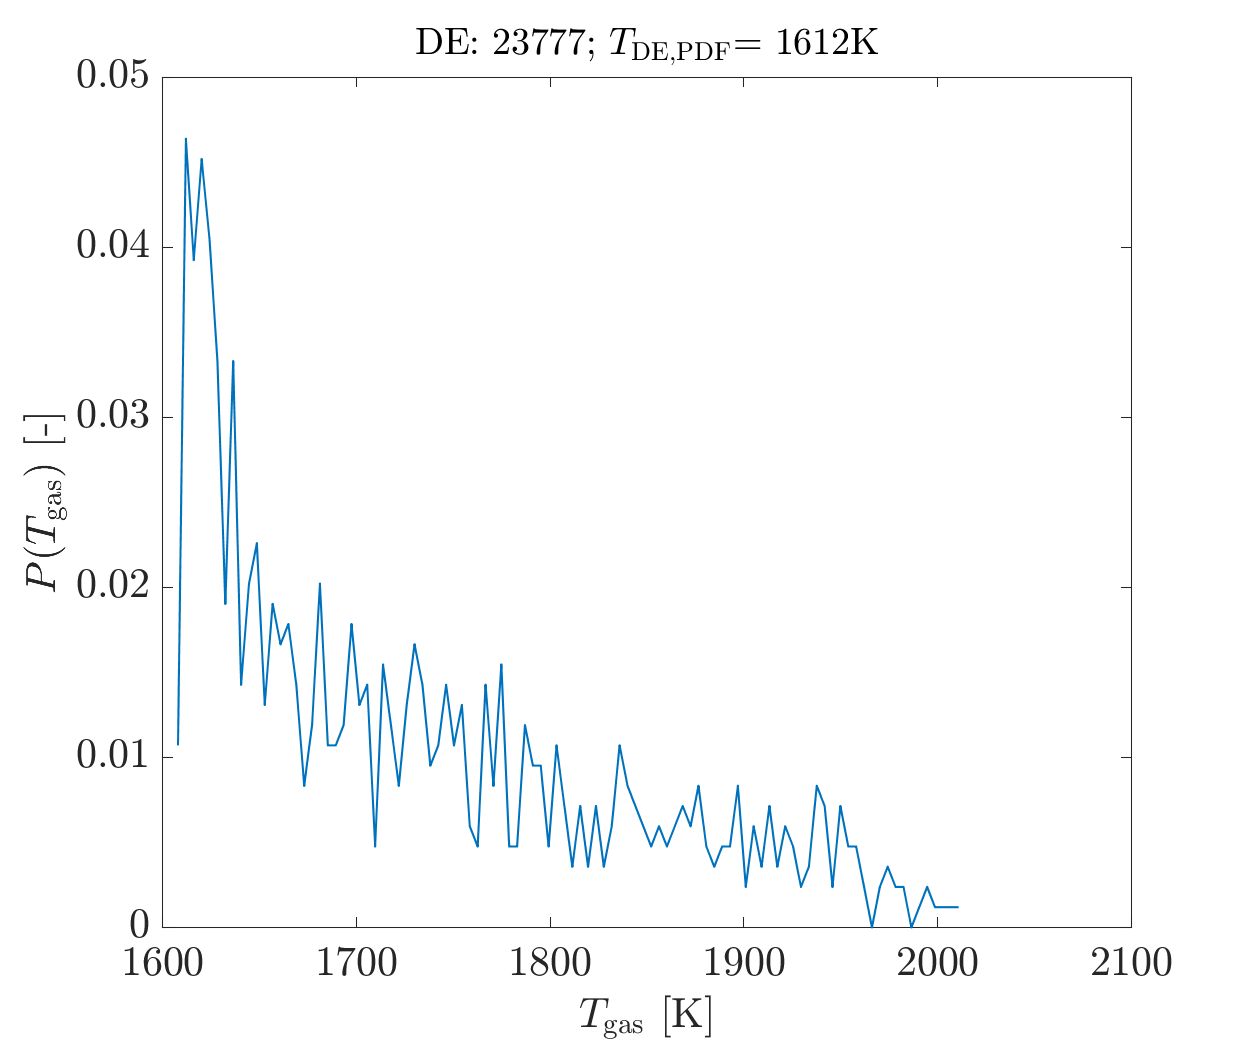 DE: 23777; T_DE,PDF= 1612K
0.05
0.04
0.03
0.02
0.01
0
P(T_gas) [-]
1600 1700 1800 1900 2000 2100
T_gas [K]